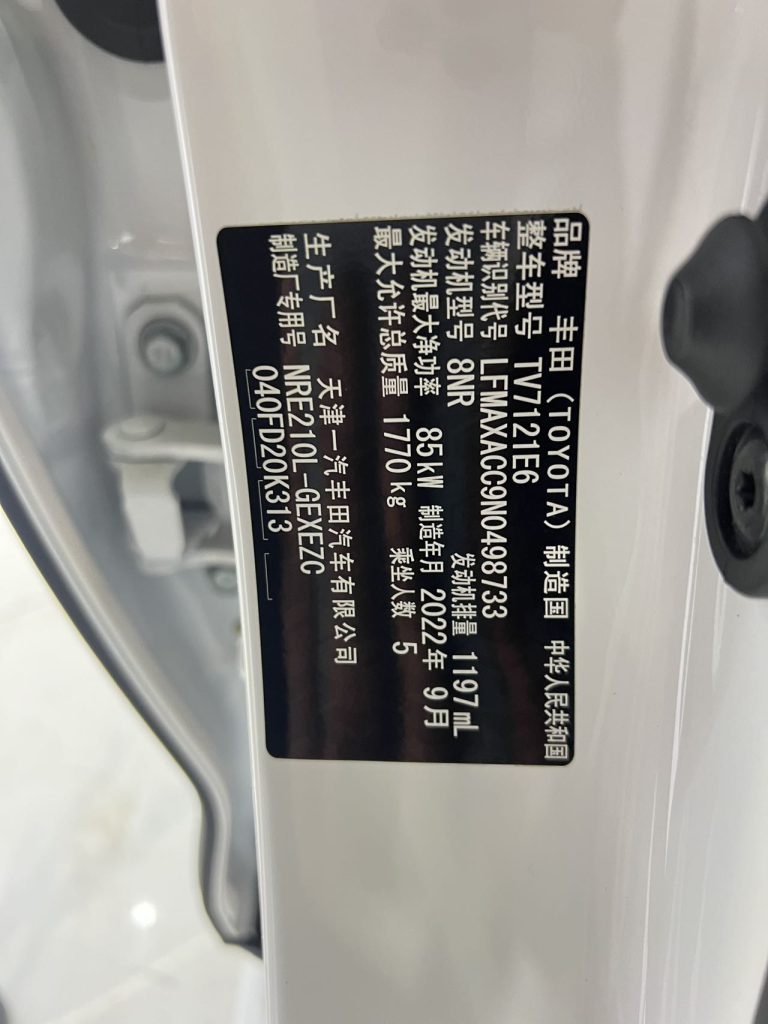 品牌 丰田(TOYOTA) 制造国 中华人民共和国
整车型号 TV7121E6
车辆识别代号 LFMAXACC9N0498733
发动机型号 8NR 发动机排量 1197 mL
发动机最大净功率 85kW 制造年月 2022年 9月
最大允许总质量 1770kg 乘坐人数 5
生产厂名 天津一汽丰田汽车有限公司
制造厂专用号 NRE210L-GEXEZC
040FD20K313